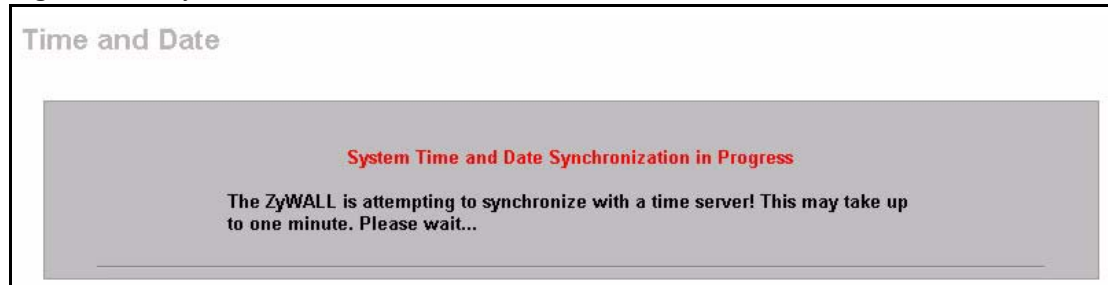 Time and Date
System Time and Date Synchronization in Progress
The ZyWALL is attempting to synchronize with a time server! This may take up
to one minute. Please wait...